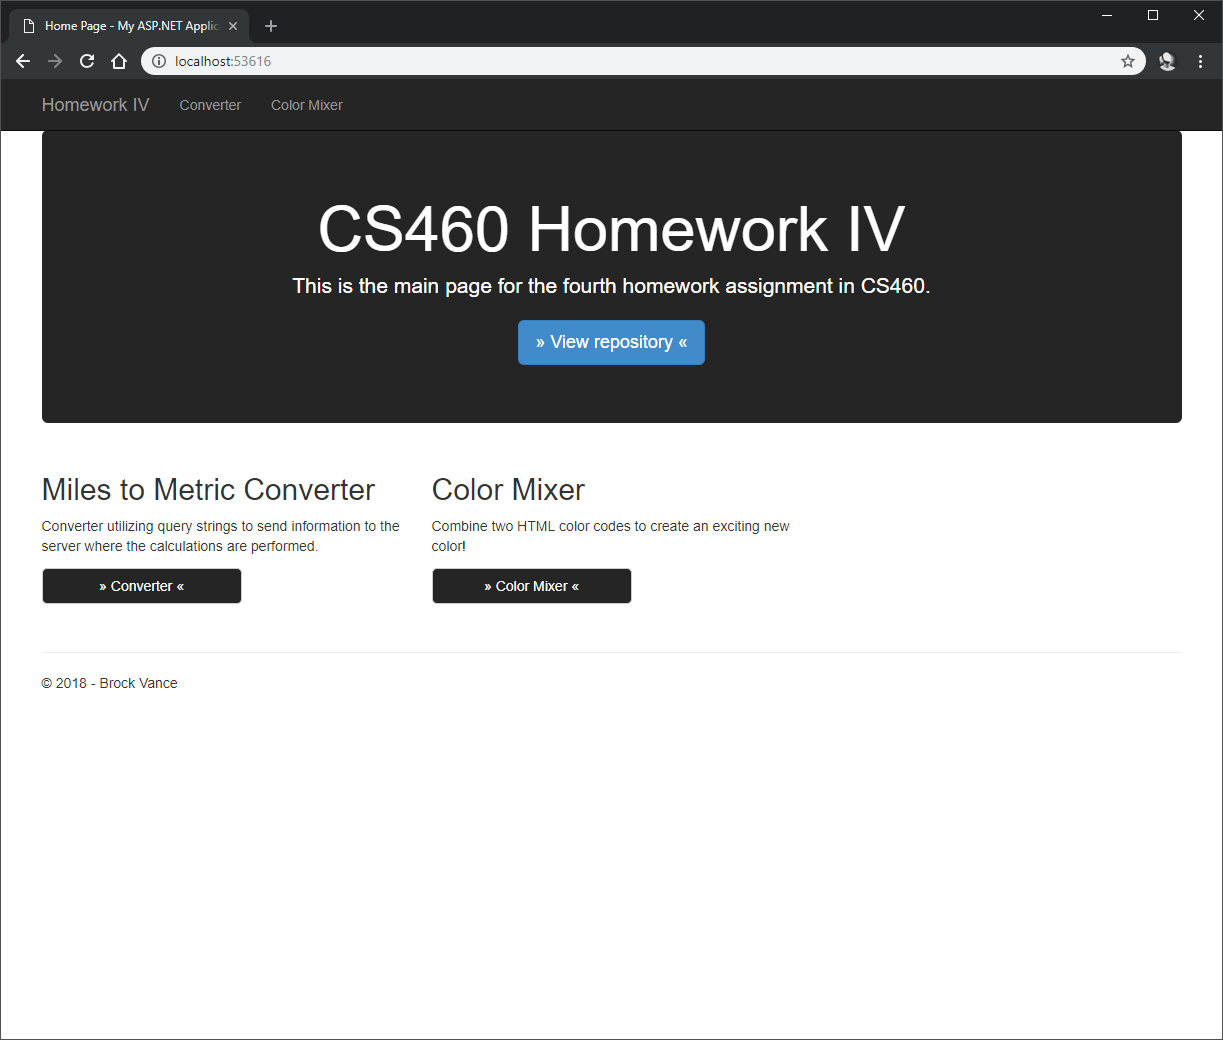 Home Page - My ASP.NET Applic
localhost:53616
Homework IV Converter Color Mixer
CS460 Homework IV
This is the main page for the fourth homework assignment in CS460.
» View repository «
Miles to Metric Converter
Converter utilizing query strings to send information to the
server where the calculations are performed.
» Converter «
Color Mixer
Combine two HTML color codes to create an exciting new
color!
» Color Mixer «
© 2018 - Brock Vance